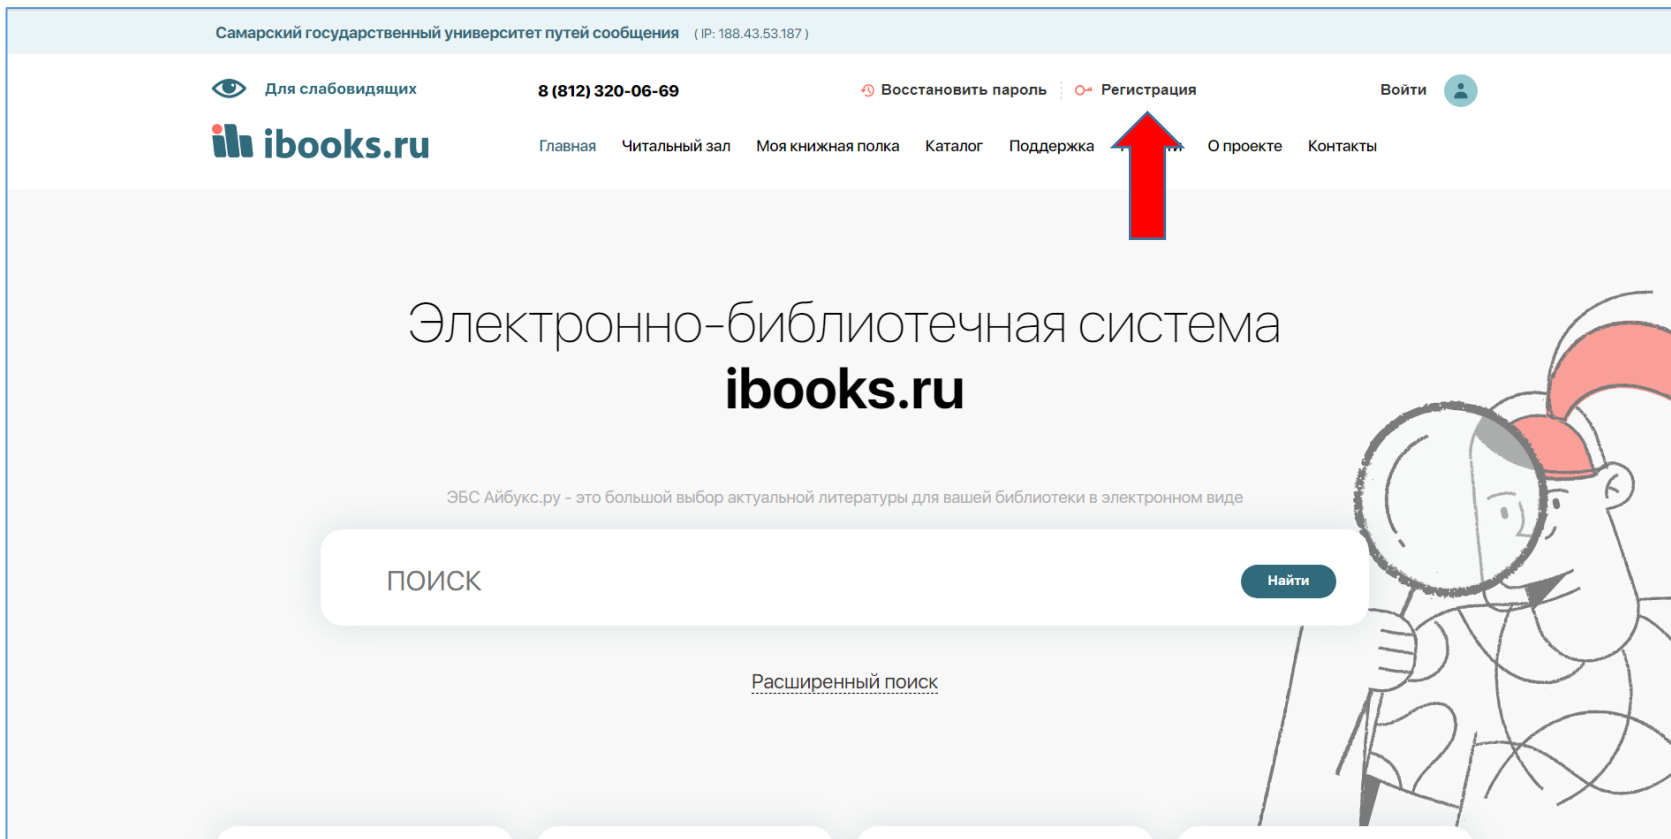 Самарский государственный университет путей сообщения ( IP: 188.43.53.187 )
Для слабовидящих 8 (812) 320-06-69 Восстановить пароль Регистрация Войти
ibooks.ru Главная Читальный зал Моя книжная полка Каталог Поддержка О проекте Контакты
Электронно-библиотечная система
ibooks.ru
ЭБС Айбукс.ру - это большой выбор актуальной литературы для вашей библиотеки в электронном виде
ПОИСК Найти
Расширенный поиск